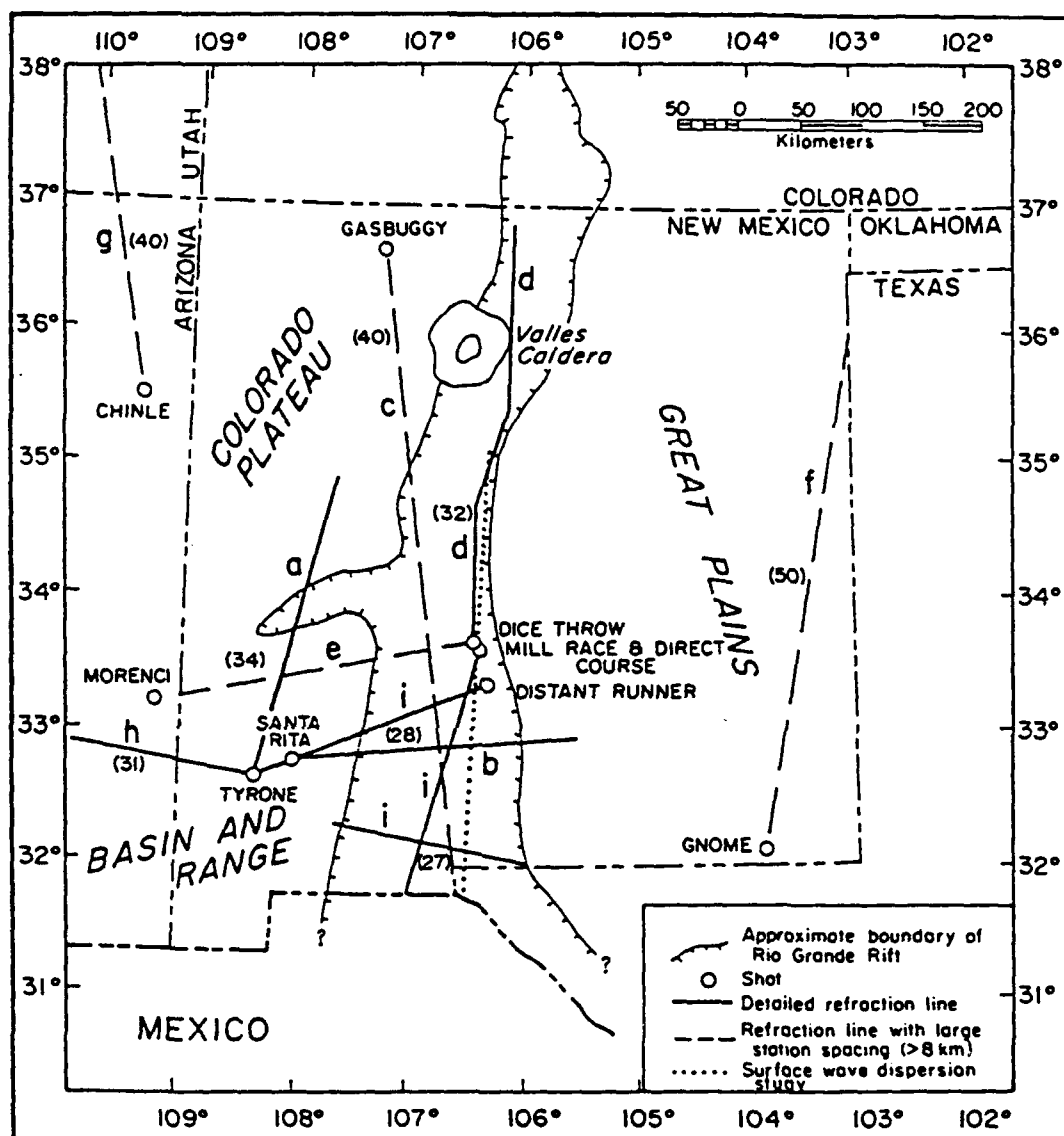 110° 109° 108° 107° 106° 105° 104° 103° 102°
38° 38°
50 0 50 100 150 200
Kilometers
UTAH
ARIZONA
37° 37°
COLORADO
NEW MEXICO OKLAHOMA
TEXAS
g (40)
GASBUGGY
d
36° 36°
(40)
Valles
Caldera
COLORADO
PLATEAU
CHINLE
c
GREAT PLAINS
35° 35°
f
(32)
d
a
(50)
34° 34°
DICE THROW
MILL RACE & DIRECT
COURSE
e
(34)
MORENCI
DISTANT RUNNER
i
33° 33°
h
(31)
SANTA
RITA
(28)
TYRONE
b
i
i
BASIN AND
RANGE
GNOME
32° 32°
(27)
?
?
31° 31°
MEXICO
Approximate boundary of
Rio Grande Rift
Shot
Detailed refraction line
Refraction line with large
station spacing (>8 km)
Surface wave dispersion
study
109° 108° 107° 106° 105° 104° 103° 102°